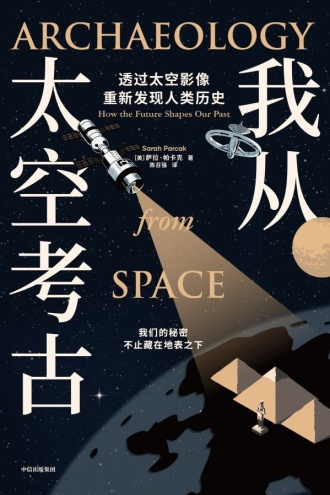 ARCHAEOLOGY
我从
太空考古
透过太空影像
重新发现人类历史
How the Future Shapes Our Past
Sarah Parcak
[美]萨拉·帕卡克 著
陈召强 译
from
SPACE
我们的秘密
不止藏在地表之下
中信出版集团